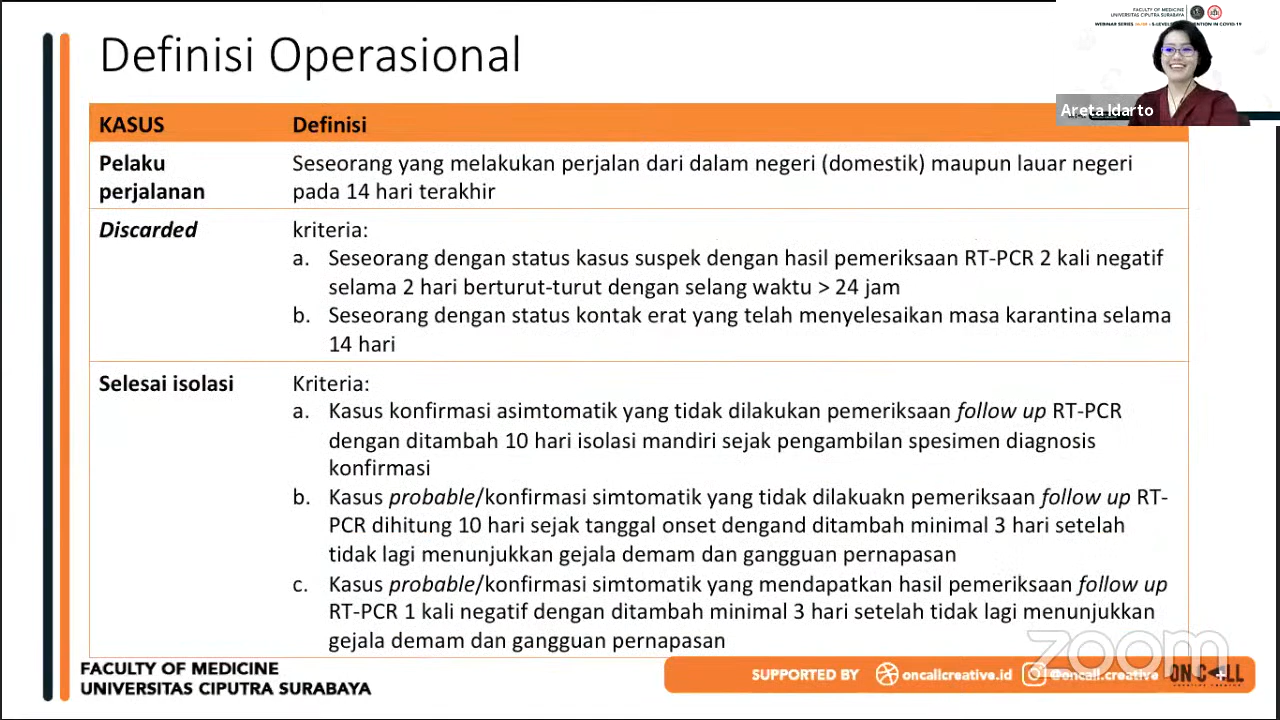 FACULTY OF MEDICINE
UNIVERSITAS CIPUTRA SURABAYA
Definisi Operasional
Areta Idarto
KASUS Definisi
Pelaku perjalanan Seseorang yang melakukan perjalan dari dalam negeri (domestik) maupun lauar negeri
pada 14 hari terakhir
Discarded kriteria:
a. Seseorang dengan status kasus suspek dengan hasil pemeriksaan RT-PCR 2 kali negatif
selama 2 hari berturut-turut dengan selang waktu > 24 jam
b. Seseorang dengan status kontak erat yang telah menyelesaikan masa karantina selama
14 hari
Selesai isolasi Kriteria:
a. Kasus konfirmasi asimtomatik yang tidak dilakukan pemeriksaan follow up RT-PCR
dengan ditambah 10 hari isolasi mandiri sejak pengambilan spesimen diagnosis
konfirmasi
b. Kasus probable/konfirmasi simtomatik yang tidak dilakuakn pemeriksaan follow up RT-
PCR dihitung 10 hari sejak tanggal onset dengand ditambah minimal 3 hari setelah
tidak lagi menunjukkan gejala demam dan gangguan pernapasan
c. Kasus probable/konfirmasi simtomatik yang mendapatkan hasil pemeriksaan follow up
RT-PCR 1 kali negatif dengan ditambah minimal 3 hari setelah tidak lagi menunjukkan
gejala demam dan gangguan pernapasan
zoom
FACULTY OF MEDICINE
UNIVERSITAS CIPUTRA SURABAYA
SUPPORTED BY oncallcreative.id @oncall.creative ON CALL